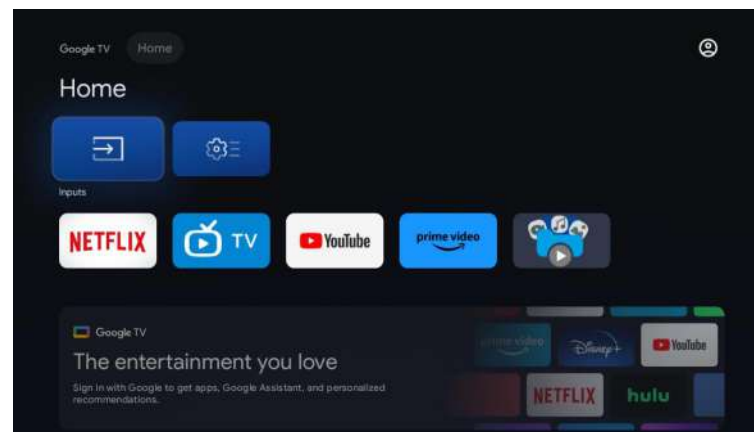 Google TV Home
Home
Inputs
NETFLIX TV YouTube prime video
Google TV
The entertainment you love
Sign in with Google to get apps, Google Assistant, and personalized
recommendations.
prime video Disney+ YouTube
NETFLIX hulu